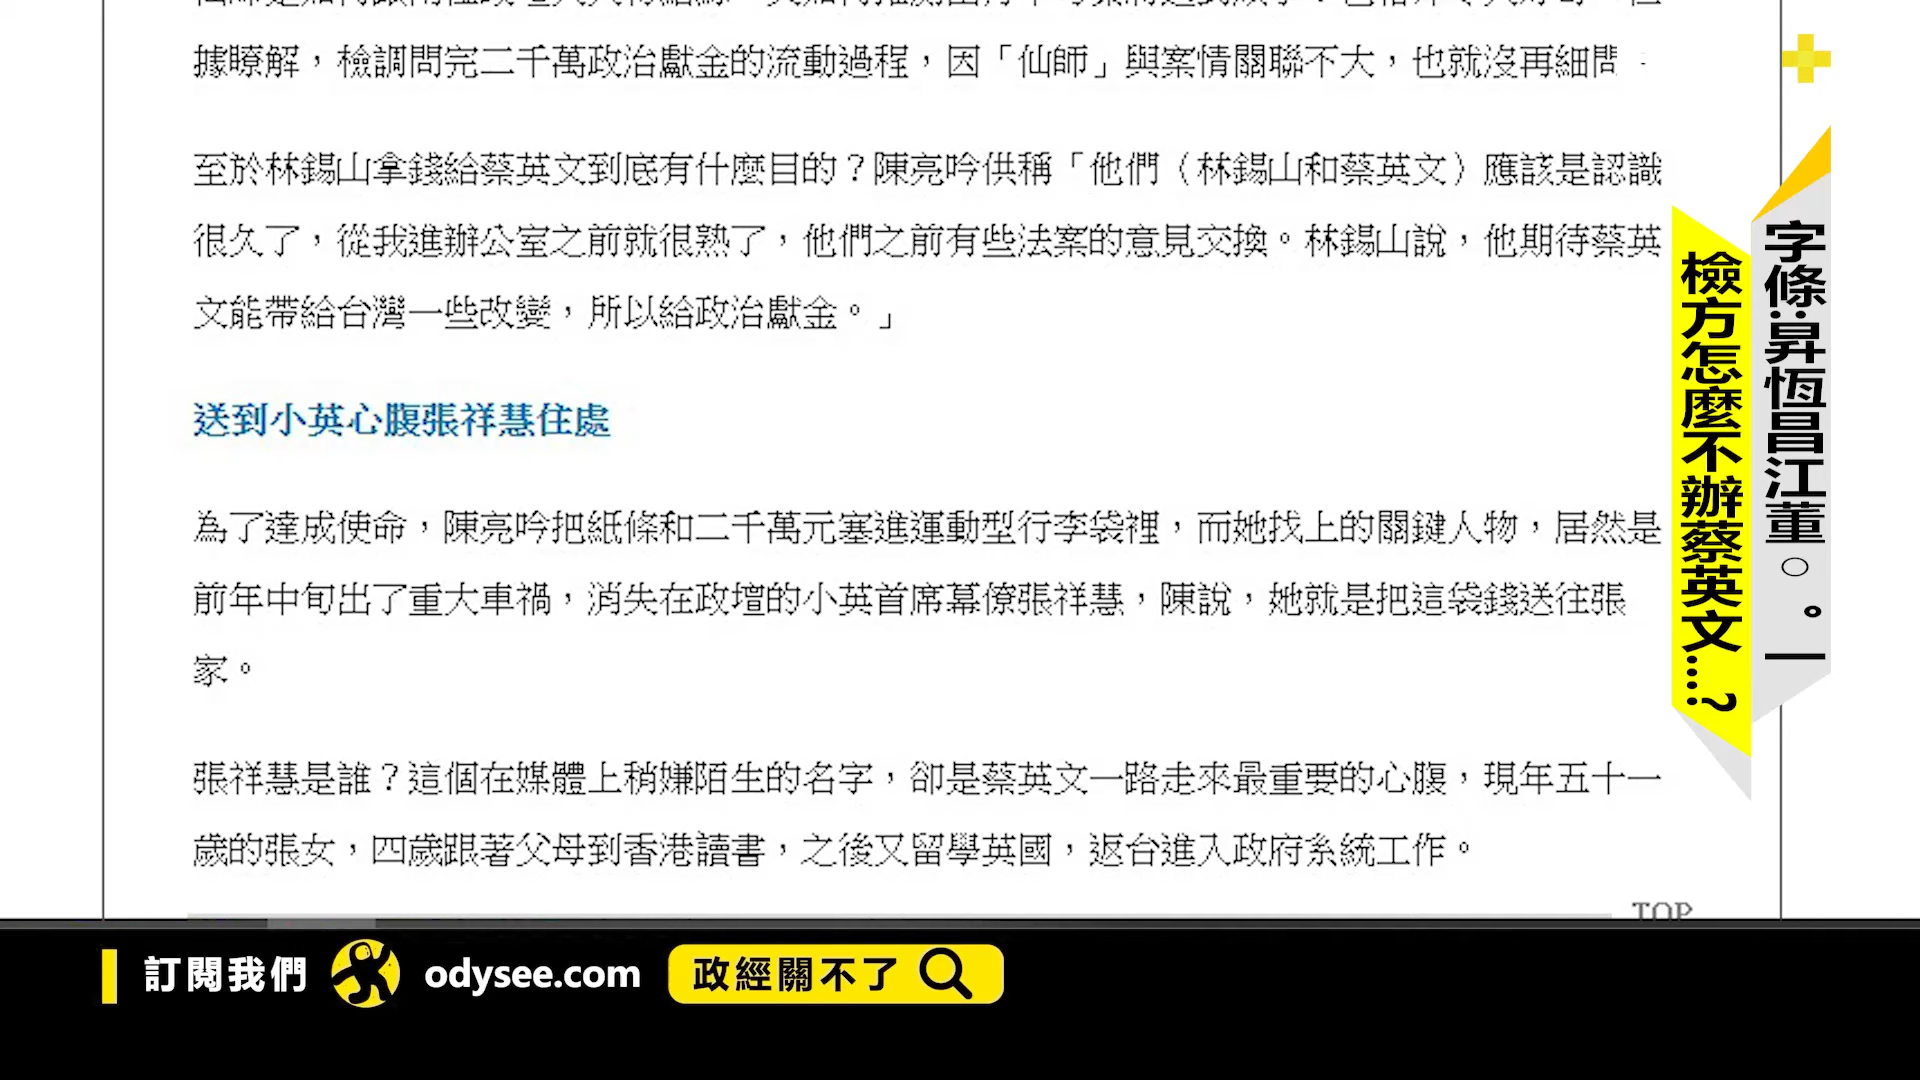 據瞭解，檢調問完二千萬政治獻金的流動過程，因「仙師」與案情關聯不大，也就沒再細問
至於林錫山拿錢給蔡英文到底有什麼目的？陳亮吟供稱「他們（林錫山和蔡英文）應該是認識
很久了，從我進辦公室之前就很熟了，他們之前有些法案的意見交換。林錫山說，他期待蔡英
文能帶給台灣一些改變，所以給政治獻金。」
送到小英心腹張祥慧住處
為了達成使命，陳亮吟把紙條和二千萬元塞進運動型行李袋裡，而她找上的關鍵人物，居然是
前年中旬出了重大車禍，消失在政壇的小英首席幕僚張祥慧，陳說，她就是把這袋錢送往張
家。
張祥慧是誰？這個在媒體上稍嫌陌生的名字，卻是蔡英文一路走來最重要的心腹，現年五十一
歲的張女，四歲跟著父母到香港讀書，之後又留學英國，返台進入政府系統工作。
TOP
字條:昇恆昌江董○。一
檢方怎麼不辦蔡英文...?
訂閱我們 odysee.com 政經關不了